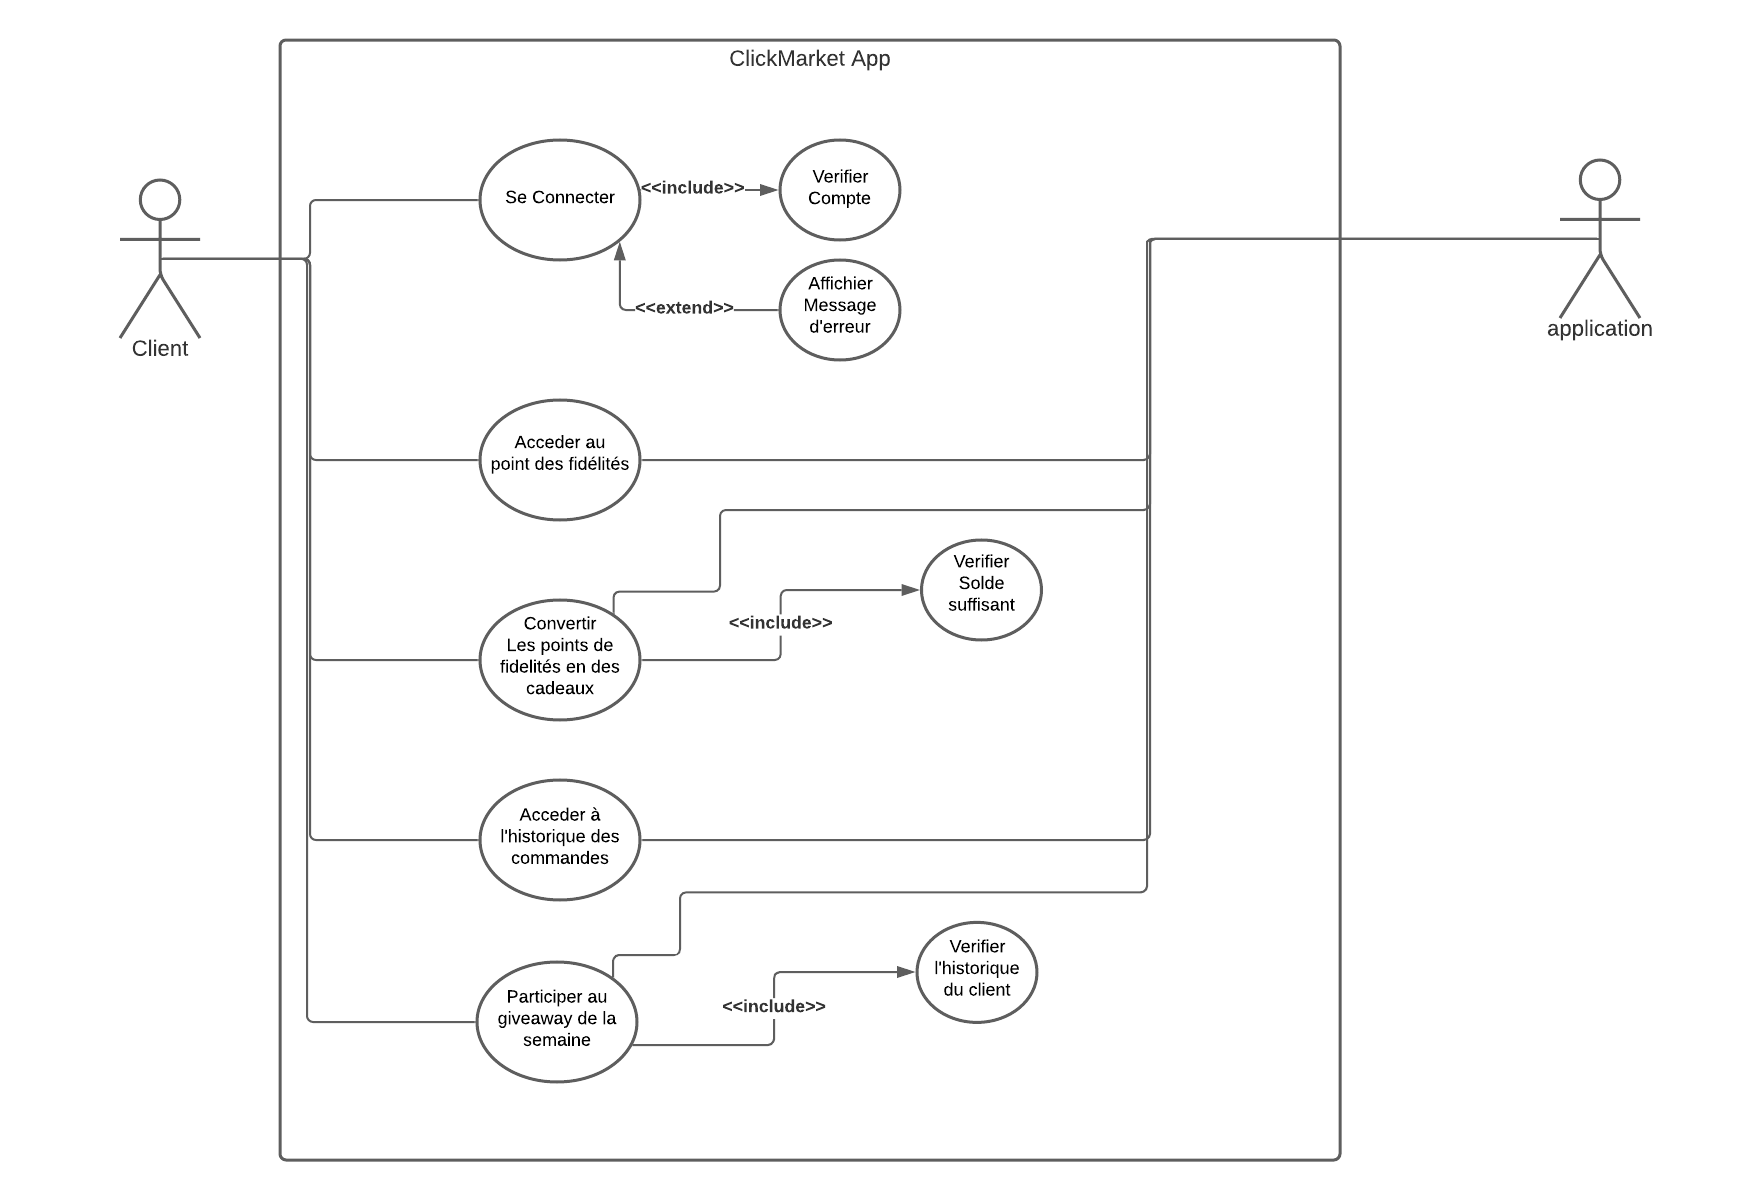 ClickMarket App
Se Connecter
<<include>>
Verifier
Compte
Affichier
Message
d'erreur
<<extend>>
Client
application
Acceder au
point des fidélités
Verifier
Solde
suffisant
<<include>>
Convertir
Les points de
fidelités en des
cadeaux
Acceder à
l'historique des
commandes
Verifier
l'historique
du client
<<include>>
Participer au
giveaway de la
semaine